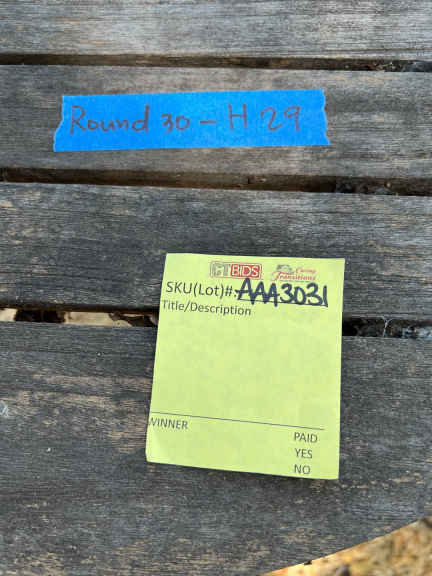 Round 30 - H 29
CTBIDS Caring Transitions
SKU(Lot)#: AAA3031
Title/Description
WINNER
PAID
YES
NO